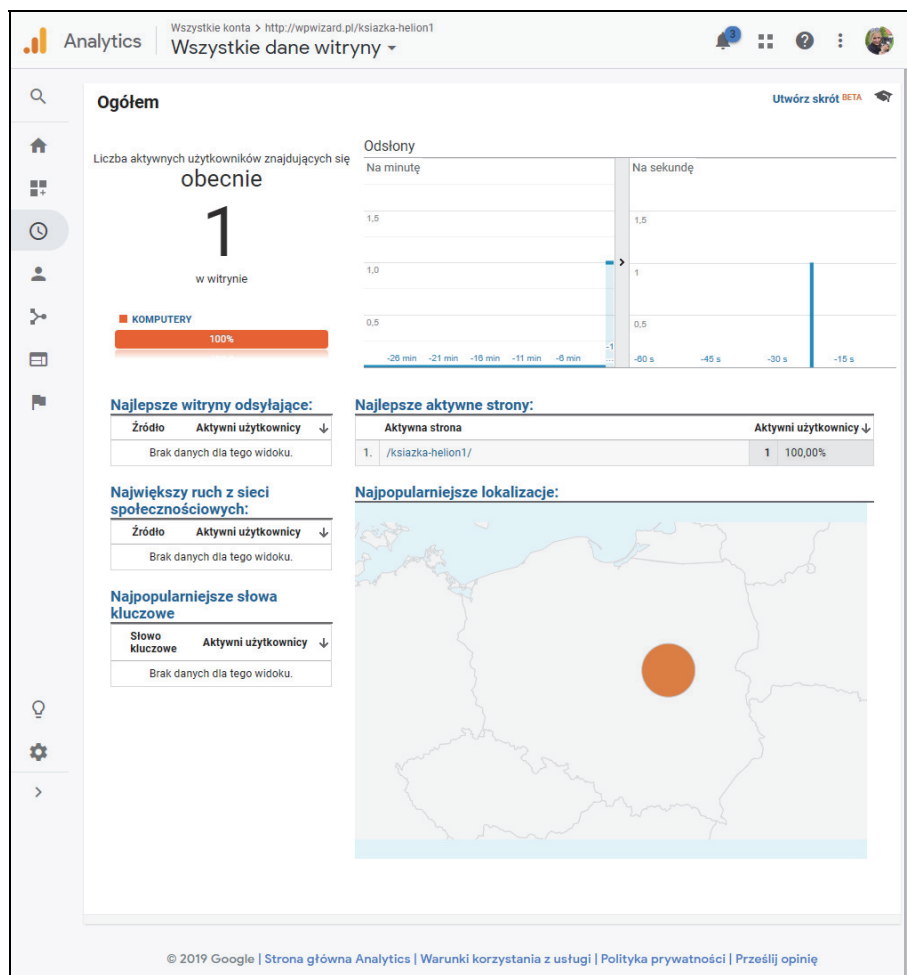 Analytics
Wszystkie konta > http://wpwizard.pl/ksiazka-helion1
Wszystkie dane witryny
3
Ogółem
Utwórz skrót BETA
Liczba aktywnych użytkowników znajdujących się
obecnie
1
w witrynie
KOMPUTERY
100%
Odsłony
Na minutę
1,5
1,0
0,5
-26 min -21 min -16 min -11 min -6 min
-1
...
Na sekundę
1,5
1
0,5
-60 s -45 s -30 s -15 s
Najlepsze witryny odsyłające:
Źródło Aktywni użytkownicy
Brak danych dla tego widoku.
Najlepsze aktywne strony:
Aktywna strona Aktywni użytkownicy
1. /ksiazka-helion1/ 1 100,00%
Największy ruch z sieci
społecznościowych:
Źródło Aktywni użytkownicy
Brak danych dla tego widoku.
Najpopularniejsze słowa
kluczowe
Słowo
kluczowe Aktywni użytkownicy
Brak danych dla tego widoku.
Najpopularniejsze lokalizacje:
© 2019 Google | Strona główna Analytics | Warunki korzystania z usługi | Polityka prywatności | Prześlij opinię